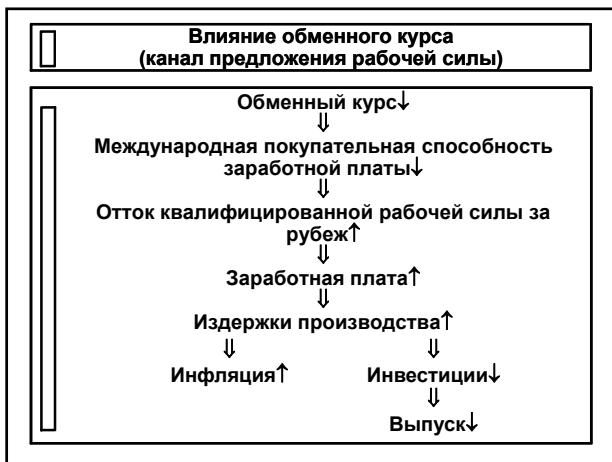 Влияние обменного курса
(канал предложения рабочей силы)
Обменный курс↓
⇓
Международная покупательная способность
заработной платы↓
⇓
Отток квалифицированной рабочей силы за
рубеж↑
⇓
Заработная плата↑
⇓
Издержки производства↑
⇓ ⇓
Инфляция↑ Инвестиции↓
⇓
Выпуск↓